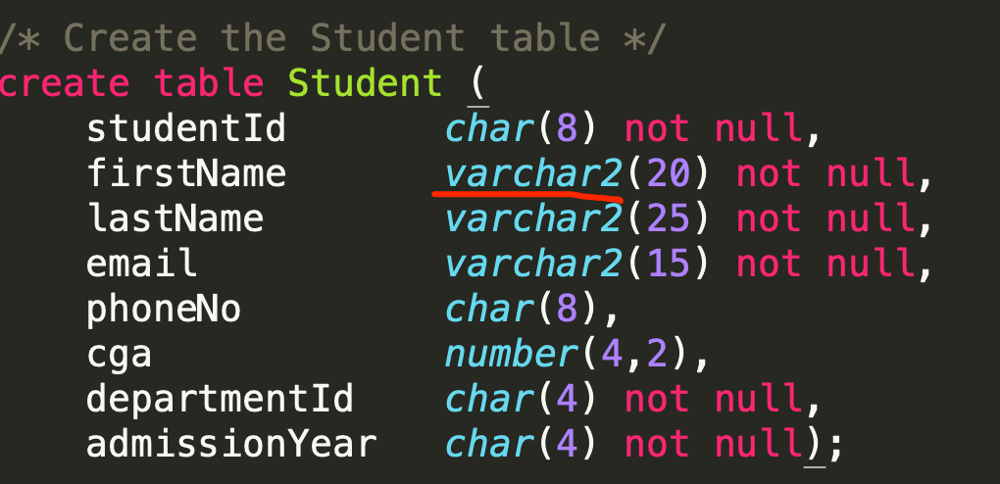 /* Create the Student table */
create table Student (
studentId char(8) not null,
firstName varchar2(20) not null,
lastName varchar2(25) not null,
email varchar2(15) not null,
phoneNo char(8),
cga number(4,2),
departmentId char(4) not null,
admissionYear char(4) not null);